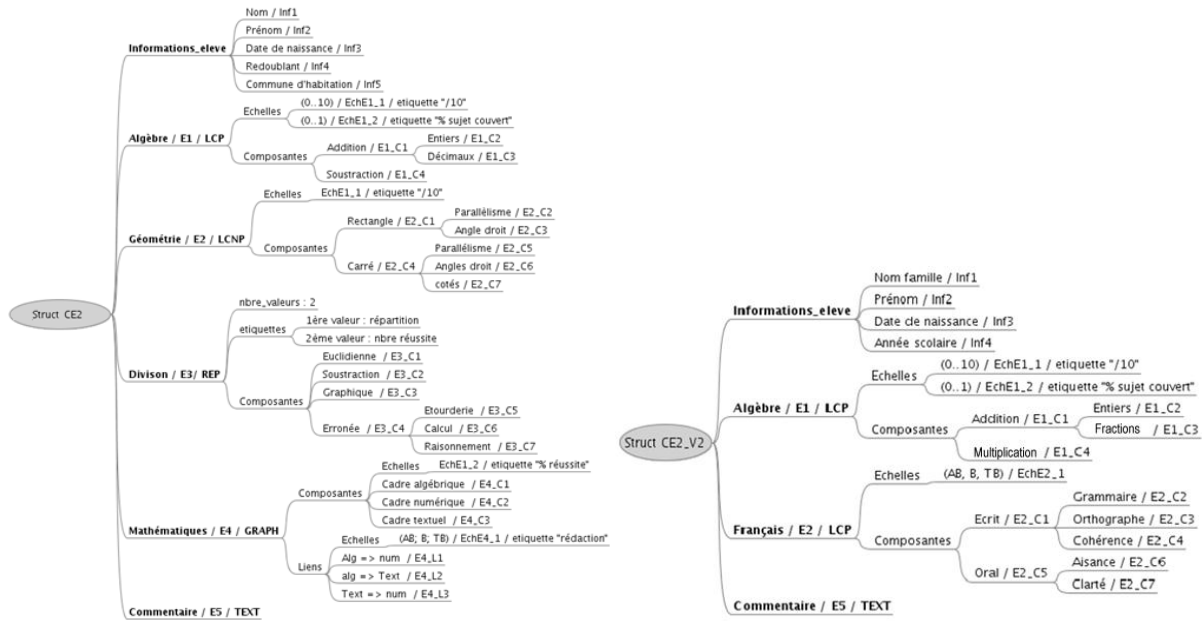 Struct CE2
Informations_eleve
Nom / Inf1
Prénom / Inf2
Date de naissance / Inf3
Redoublant / Inf4
Commune d'habitation / Inf5
Algèbre / E1 / LCP
Echelles
(0..10) / EchE1_1 / etiquette "/10"
(0..1) / EchE1_2 / etiquette "% sujet couvert"
Composantes
Addition / E1_C1
Entiers / E1_C2
Décimaux / E1_C3
Soustraction / E1_C4
Géométrie / E2 / LCNP
Echelles
EchE1_1 / etiquette "/10"
Composantes
Rectangle / E2_C1
Parallélisme / E2_C2
Angle droit / E2_C3
Carré / E2_C4
Parallélisme / E2_C5
Angles droit / E2_C6
cotés / E2_C7
Divison / E3/ REP
nbre_valeurs : 2
etiquettes
1ère valeur : répartition
2ème valeur : nbre réussite
Composantes
Euclidienne / E3_C1
Soustraction / E3_C2
Graphique / E3_C3
Erronée / E3_C4
Etourderie / E3_C5
Calcul / E3_C6
Raisonnement / E3_C7
Mathématiques / E4 / GRAPH
Composantes
Echelles
EchE1_2 / etiquette "% réussite"
Cadre algébrique / E4_C1
Cadre numérique / E4_C2
Cadre textuel / E4_C3
Liens
Echelles
(AB; B; TB) / EchE4_1 / etiquette "rédaction"
Alg => num / E4_L1
alg => Text / E4_L2
Text => num / E4_L3
Commentaire / E5 / TEXT
Struct CE2_V2
Informations_eleve
Nom famille / Inf1
Prénom / Inf2
Date de naissance / Inf3
Année scolaire / Inf4
Algèbre / E1 / LCP
Echelles
(0..10) / EchE1_1 / etiquette "/10"
(0..1) / EchE1_2 / etiquette "% sujet couvert"
Composantes
Addition / E1_C1
Entiers / E1_C2
Fractions / E1_C3
Multiplication / E1_C4
Français / E2 / LCP
Echelles
(AB, B, TB) / EchE2_1
Composantes
Ecrit / E2_C1
Grammaire / E2_C2
Orthographe / E2_C3
Cohérence / E2_C4
Oral / E2_C5
Aisance / E2_C6
Clarté / E2_C7
Commentaire / E5 / TEXT